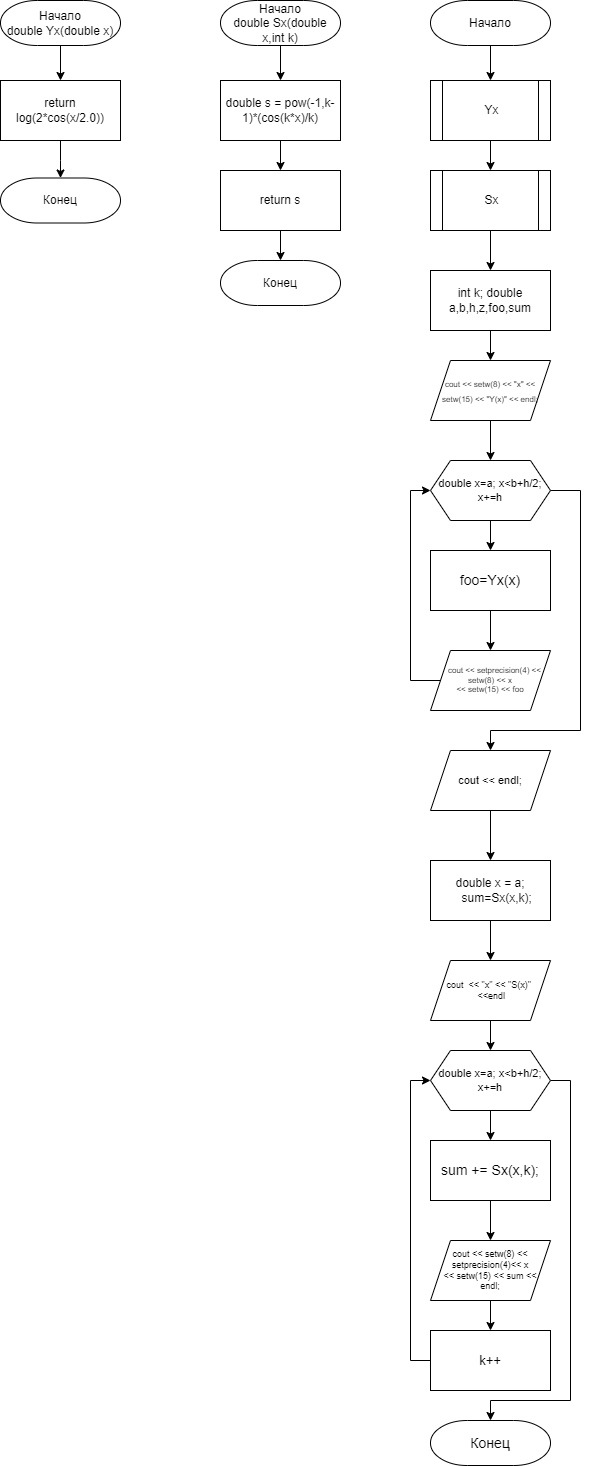 Начало
double Yx(double x)
return
log(2*cos(x/2.0))
Конец
Начало
double Sx(double
x,int k)
double s = pow(-1,k-
1)*(cos(k*x)/k)
return s
Конец
Начало
Yx
Sx
int k; double
a,b,h,z,foo,sum
cout << setw(8) << "x" <<
setw(15) << "Y(x)" << endl;
double x=a; x<b+h/2;
x+=h
foo=Yx(x)
cout << setprecision(4) <<
setw(8) << x
<< setw(15) << foo
cout << endl;
double x = a;
sum=Sx(x,k);
cout << "x" << "S(x)"
<<endl
double x=a; x<b+h/2;
x+=h
sum += Sx(x,k);
cout << setw(8) <<
setprecision(4)<< x
<< setw(15) << sum <<
endl;
k++
Конец